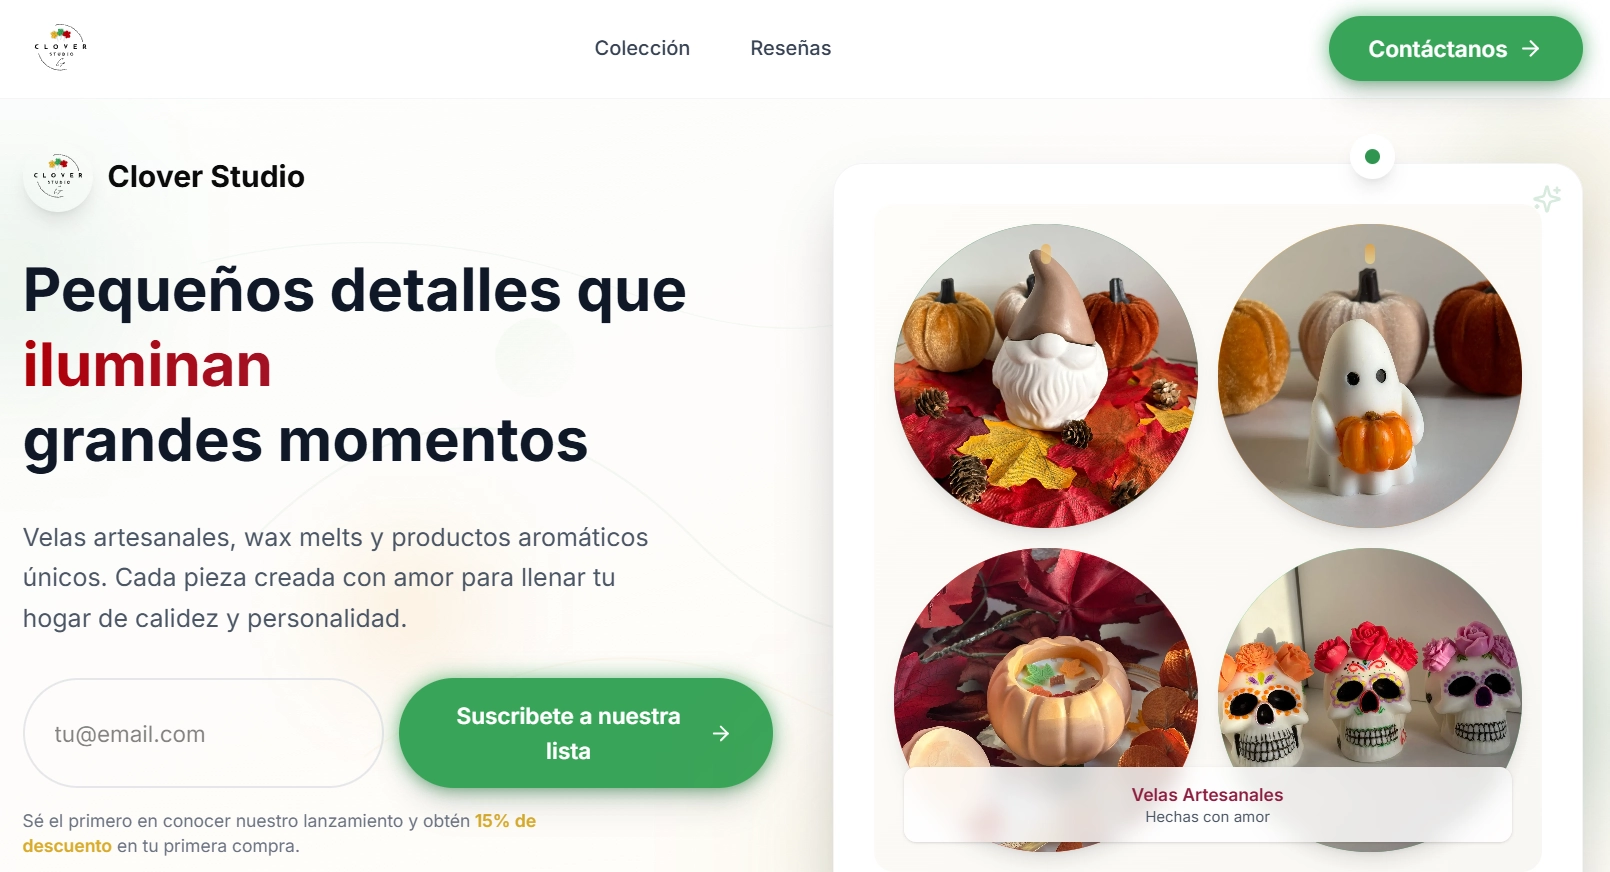 CLOVER
STUDIO
Colección
Reseñas
Contáctanos
CLOVER
STUDIO
Clover Studio
Pequeños detalles que
iluminan
grandes momentos
Velas artesanales, wax melts y productos aromáticos
únicos. Cada pieza creada con amor para llenar tu
hogar de calidez y personalidad.
tu@email.com
Suscribete a nuestra
lista
Sé el primero en conocer nuestro lanzamiento y obtén 15% de
descuento en tu primera compra.
Velas Artesanales
Hechas con amor